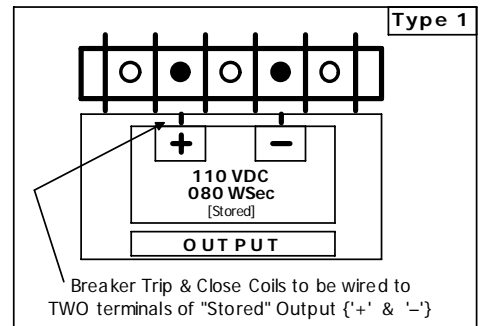 Type 1
+ −
110 VDC
080 WSec
[Stored]
OUTPUT
Breaker Trip & Close Coils to be wired to
TWO terminals of "Stored" Output {'+' & '−'}